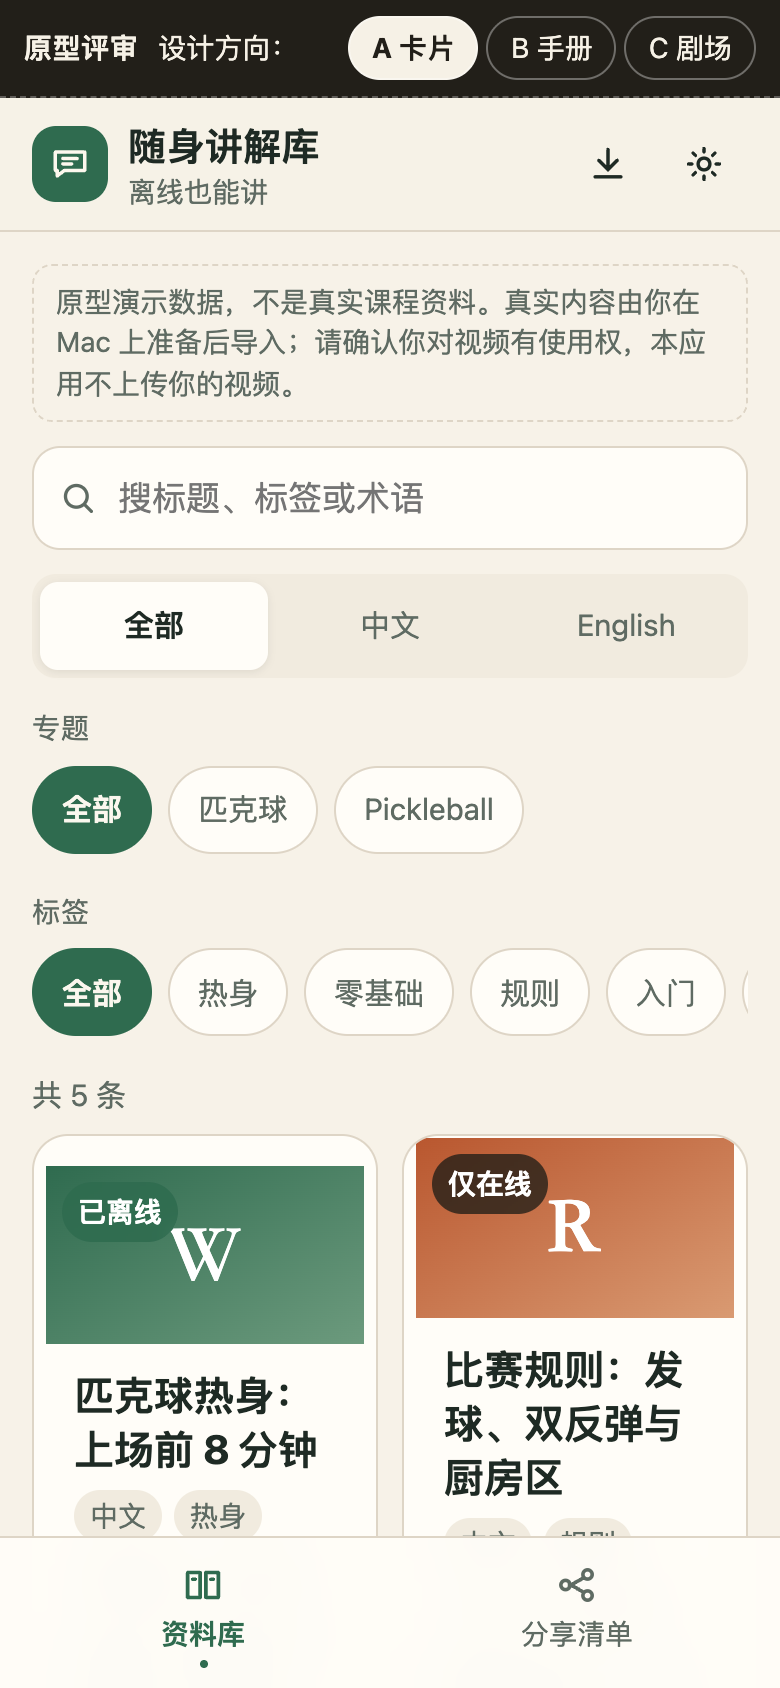 原型评审 设计方向： A 卡片 B 手册 C 剧场
随身讲解库
离线也能讲
原型演示数据，不是真实课程资料。真实内容由你在
Mac 上准备后导入；请确认你对视频有使用权，本应
用不上传你的视频。
搜标题、标签或术语
全部 中文 English
专题
全部 匹克球 Pickleball
标签
全部 热身 零基础 规则 入门
共 5 条
已离线
W
匹克球热身：
上场前 8 分钟
中文 热身
仅在线
R
比赛规则：发
球、双反弹与
厨房区
中文 规则
资料库 分享清单